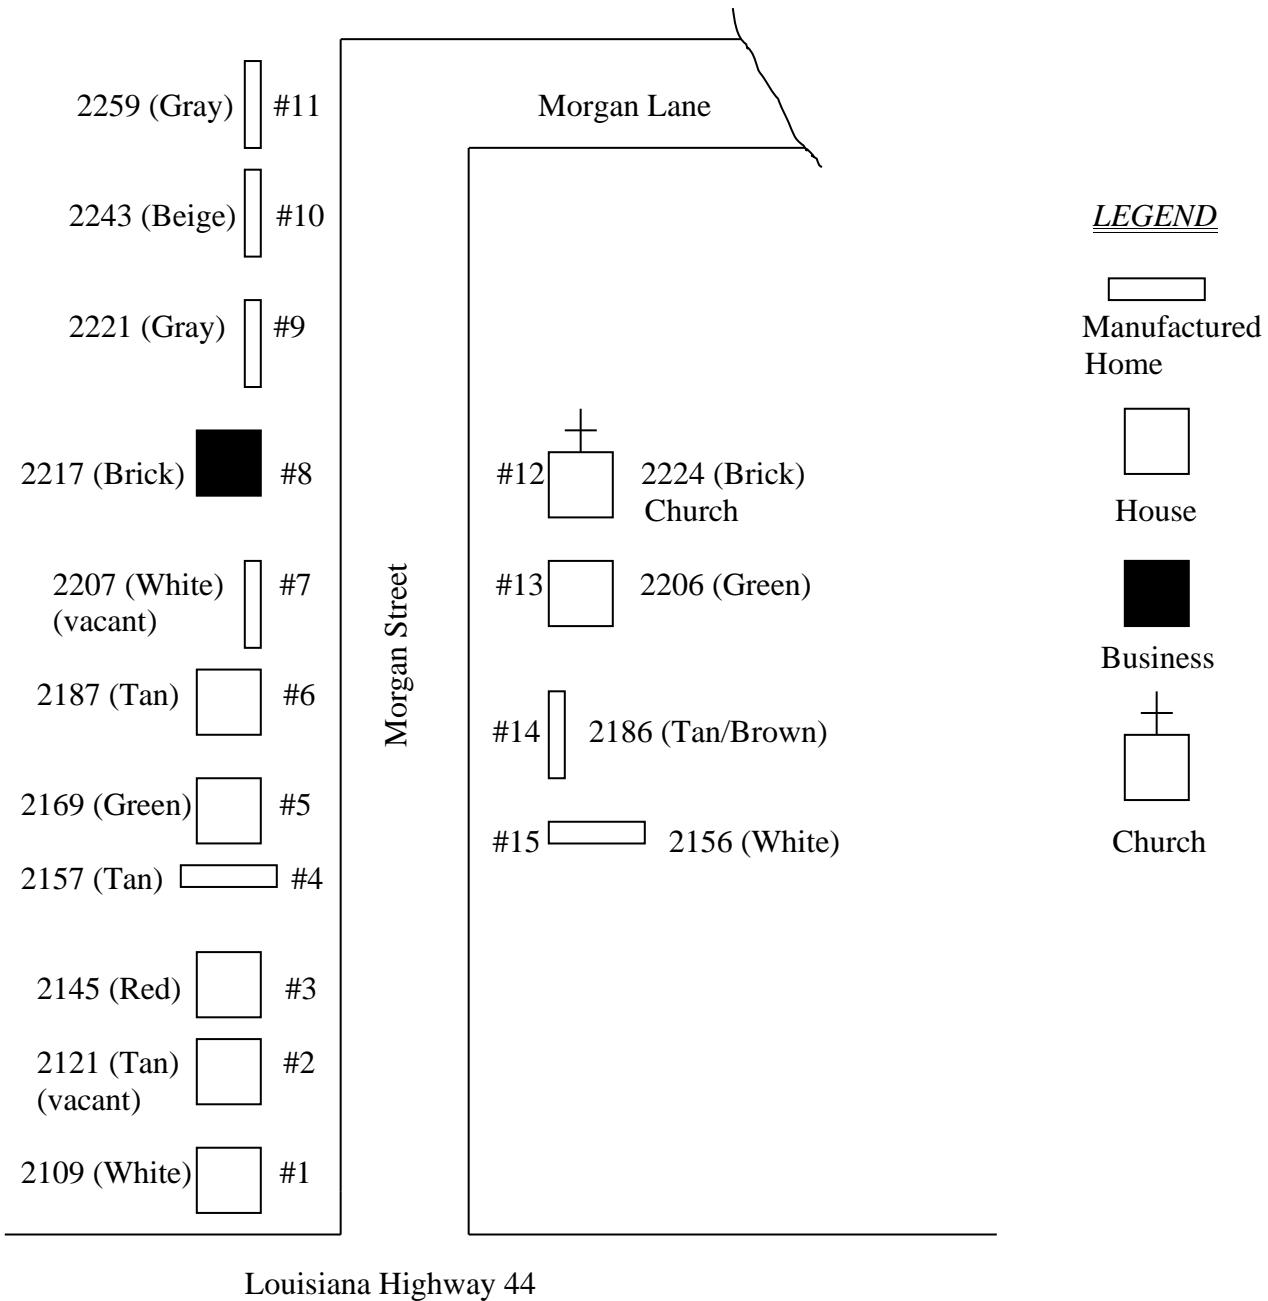 2259 (Gray) #11
Morgan Lane
2243 (Beige) #10
2221 (Gray) #9
2217 (Brick) #8
2207 (White) #7
(vacant)
2187 (Tan) #6
2169 (Green) #5
2157 (Tan) #4
2145 (Red) #3
2121 (Tan) #2
(vacant)
2109 (White) #1
Morgan Street
#12 2224 (Brick)
Church
#13 2206 (Green)
#14 2186 (Tan/Brown)
#15 2156 (White)
Louisiana Highway 44
LEGEND
Manufactured
Home
House
Business
Church